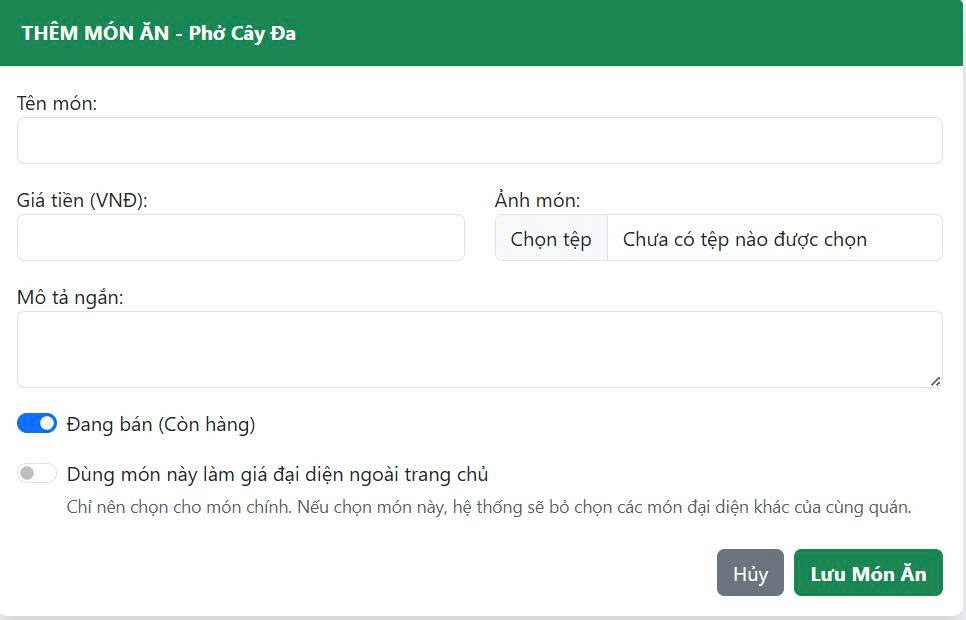 THÊM MÓN ĂN - Phở Cây Đa
Tên món:
Giá tiền (VNĐ):
Ảnh món:
Chọn tệp
Chưa có tệp nào được chọn
Mô tả ngắn:
Đang bán (Còn hàng)
Dùng món này làm giá đại diện ngoài trang chủ
Chỉ nên chọn cho món chính. Nếu chọn món này, hệ thống sẽ bỏ chọn các món đại diện khác của cùng quán.
Hủy
Lưu Món Ăn